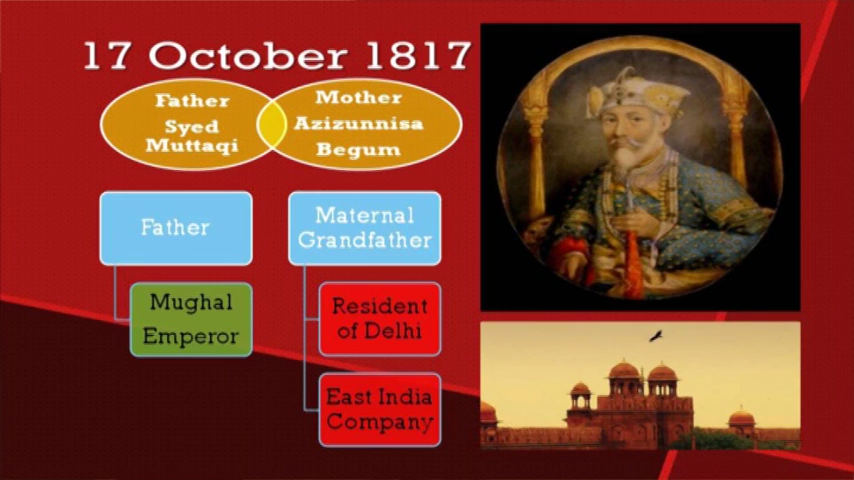 17 October 1817
Father
Syed
Muttaqi
Mother
Azizunnisa
Begum
Father
Mughal
Emperor
Maternal
Grandfather
Resident
of Delhi
East India
Company